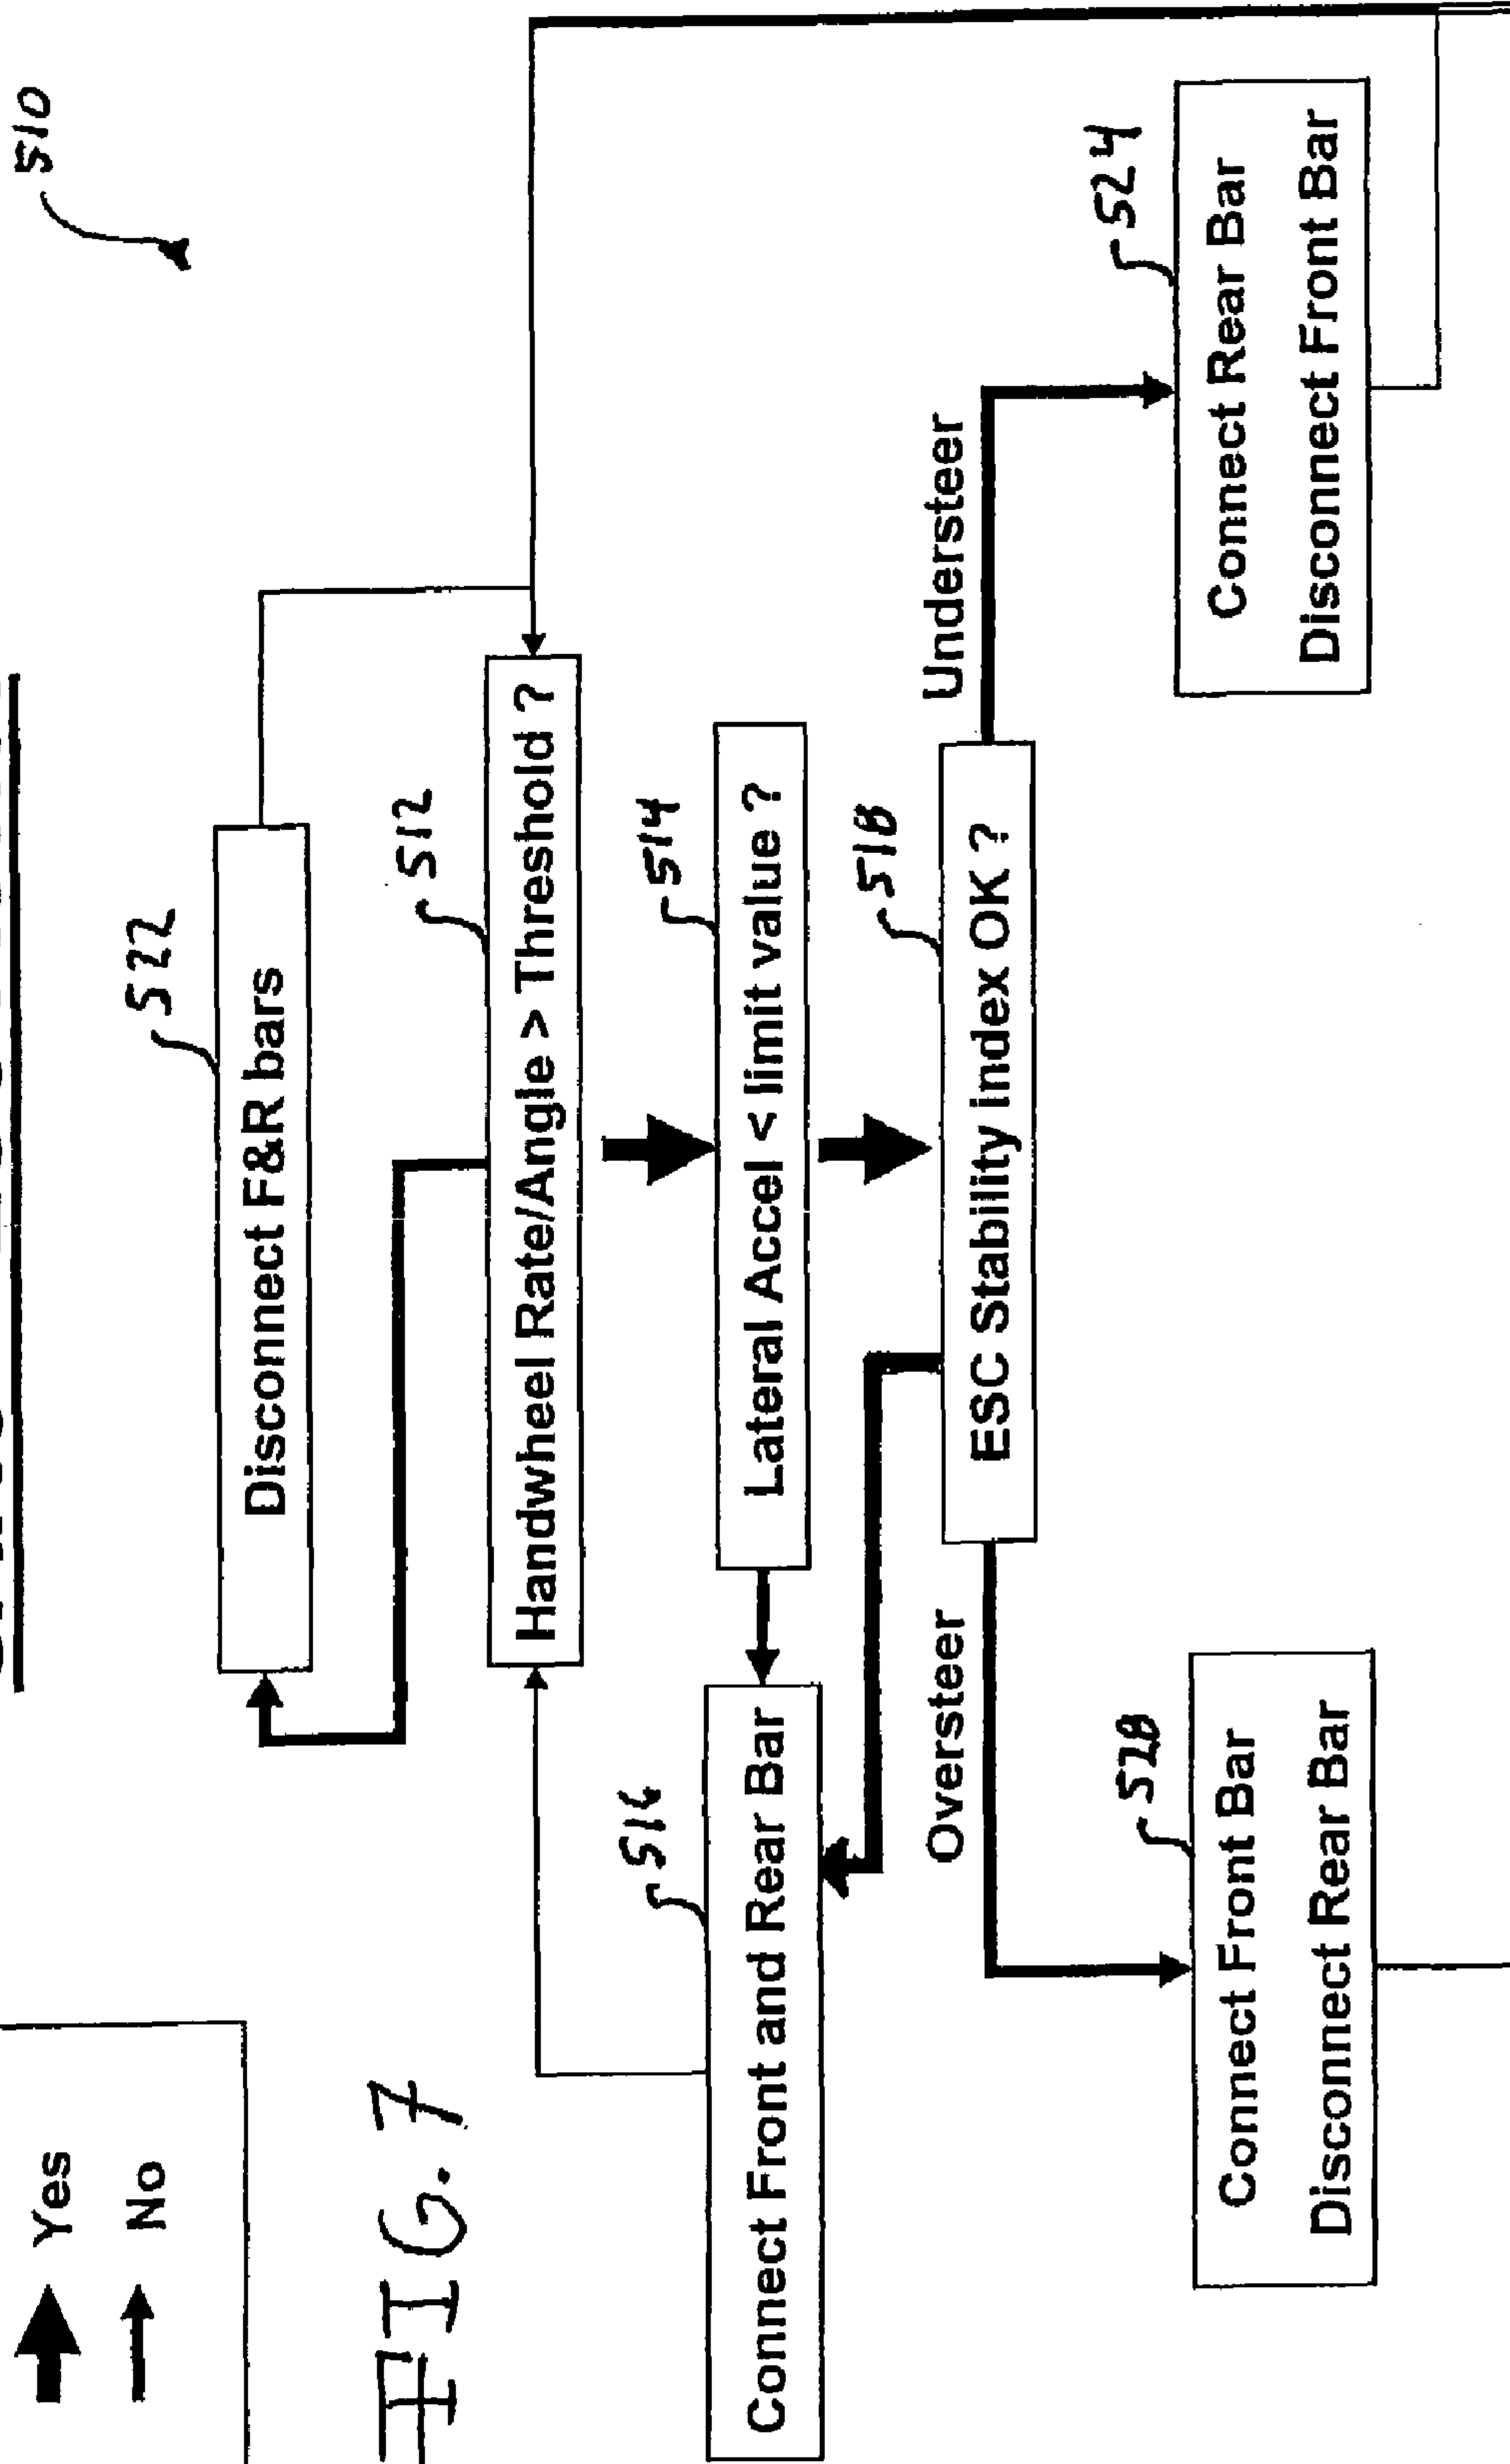 Yes
510
No
522
Disconnect F&R bars
FIG. 7
512
Handwheel Rate/Angle > Threshold ?
516
514
Connect Front and Rear Bar
Lateral Accel < limit value ?
518
Oversteer
ESC Stability Index OK ?
Understeer
528
524
Connect Front Bar
Disconnect Rear Bar
Connect Rear Bar
Disconnect Front Bar